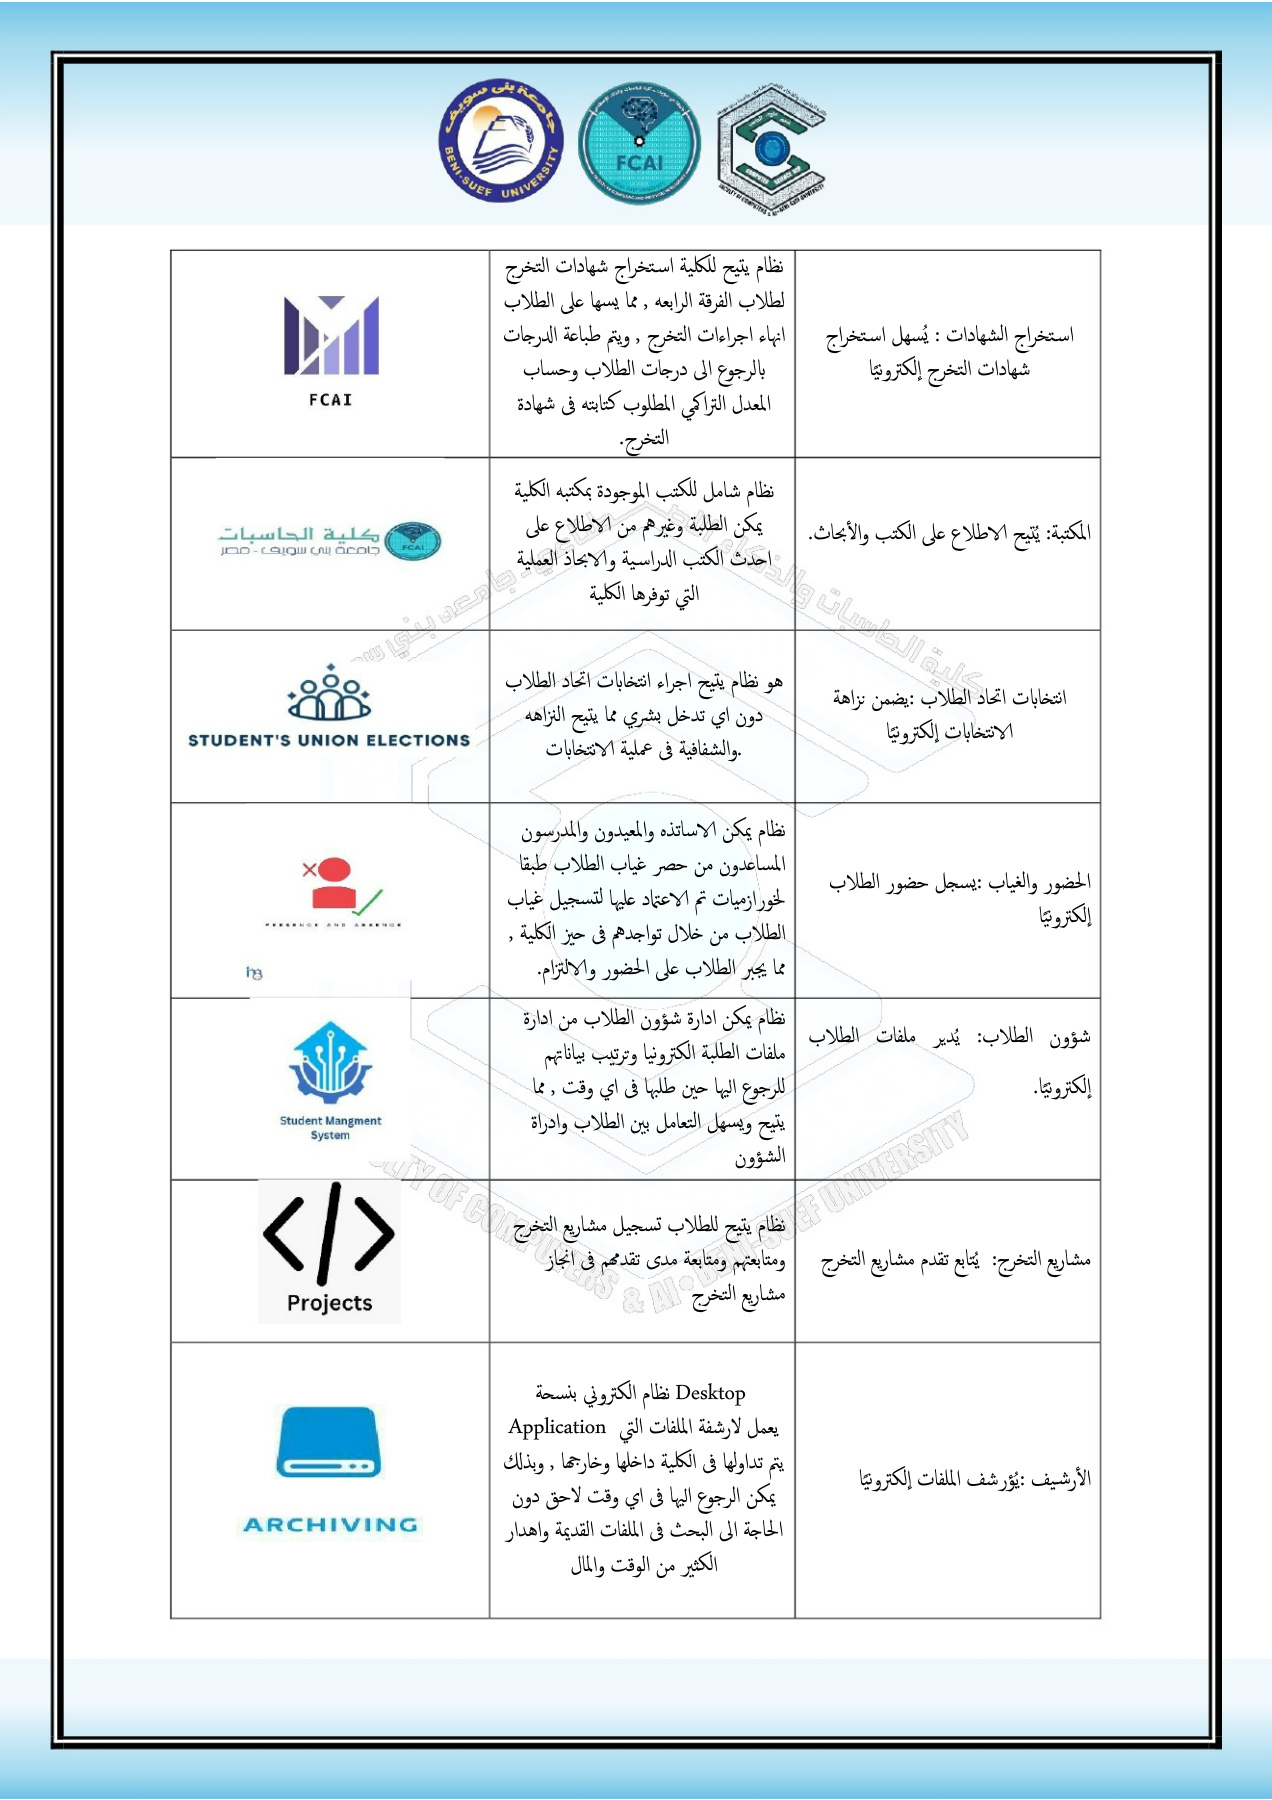 جامعة بنى سويف
BENI-SUEF UNIVERSITY
FCAI
استخراج الشهادات : يُسهل استخراج
شهادات التخرج إلكترونيًا
نظام يتيح للكلية استخراج شهادات التخرج
لطلاب الفرقة الرابعه , مما يسها على الطلاب
انهاء اجراءات التخرج , ويتم طباعة الدرجات
بالرجوع الى درجات الطلاب وحساب
المعدل التراكمي المطلوب كتابته فى شهادة
التخرج.
FCAI
المكتبة: يُتيح الاطلاع على الكتب والأبحاث.
نظام شامل للكتب الموجودة بمكتبه الكلية
يمكن الطلبة وغيرهم من الاطلاع على
احدث الكتب الدراسية والابحاذ العملية
التي توفرها الكلية
كلية الحاسبات
جامعة بني سويف - مصر
FCAI
انتخابات اتحاد الطلاب :يضمن نزاهة
الانتخابات إلكترونيًا
هو نظام يتيح اجراء انتخابات اتحاد الطلاب
دون اي تدخل بشري مما يتيح النزاهه
.والشفافية فى عملية الانتخابات
STUDENT'S UNION ELECTIONS
الحضور والغياب :يسجل حضور الطلاب
إلكترونيًا
نظام يمكن الاساتذه والمعيدون والمدرسون
المساعدون من حصر غياب الطلاب طبقا
لخورازميات تم الاعتماد عليها لتسجيل غياب
الطلاب من خلال تواجدهم فى حيز الكلية ,
مما يجبر الطلاب على الحضور والالتزام.
PRESENCE AND ABSENCE
شؤون الطلاب: يُدير ملفات الطلاب
إلكترونيًا.
نظام يمكن ادارة شؤون الطلاب من ادارة
ملفات الطلبة الكترونيا وترتيب بياناتهم
للرجوع اليها حين طلبها فى اي وقت , مما
يتيح ويسهل التعامل بين الطلاب وادراة
الشؤون
Student Mangment
System
مشاريع التخرج: يُتابع تقدم مشاريع التخرج
نظام يتيح للطلاب تسجيل مشاريع التخرج
ومتابعتهم ومتابعة مدى تقدمهم فى انجاز
مشاريع التخرج
</>
Projects
الأرشيف :يُؤرشف الملفات إلكترونيًا
نظام الكتروني بنسحة Desktop
Application يعمل لارشفة الملفات التي
يتم تداولها فى الكلية داخلها وخارجها , وبذلك
يمكن الرجوع اليها فى اي وقت لاحق دون
الحاجة الى البحث فى الملفات القديمة واهدار
الكثير من الوقت والمال
ARCHIVING